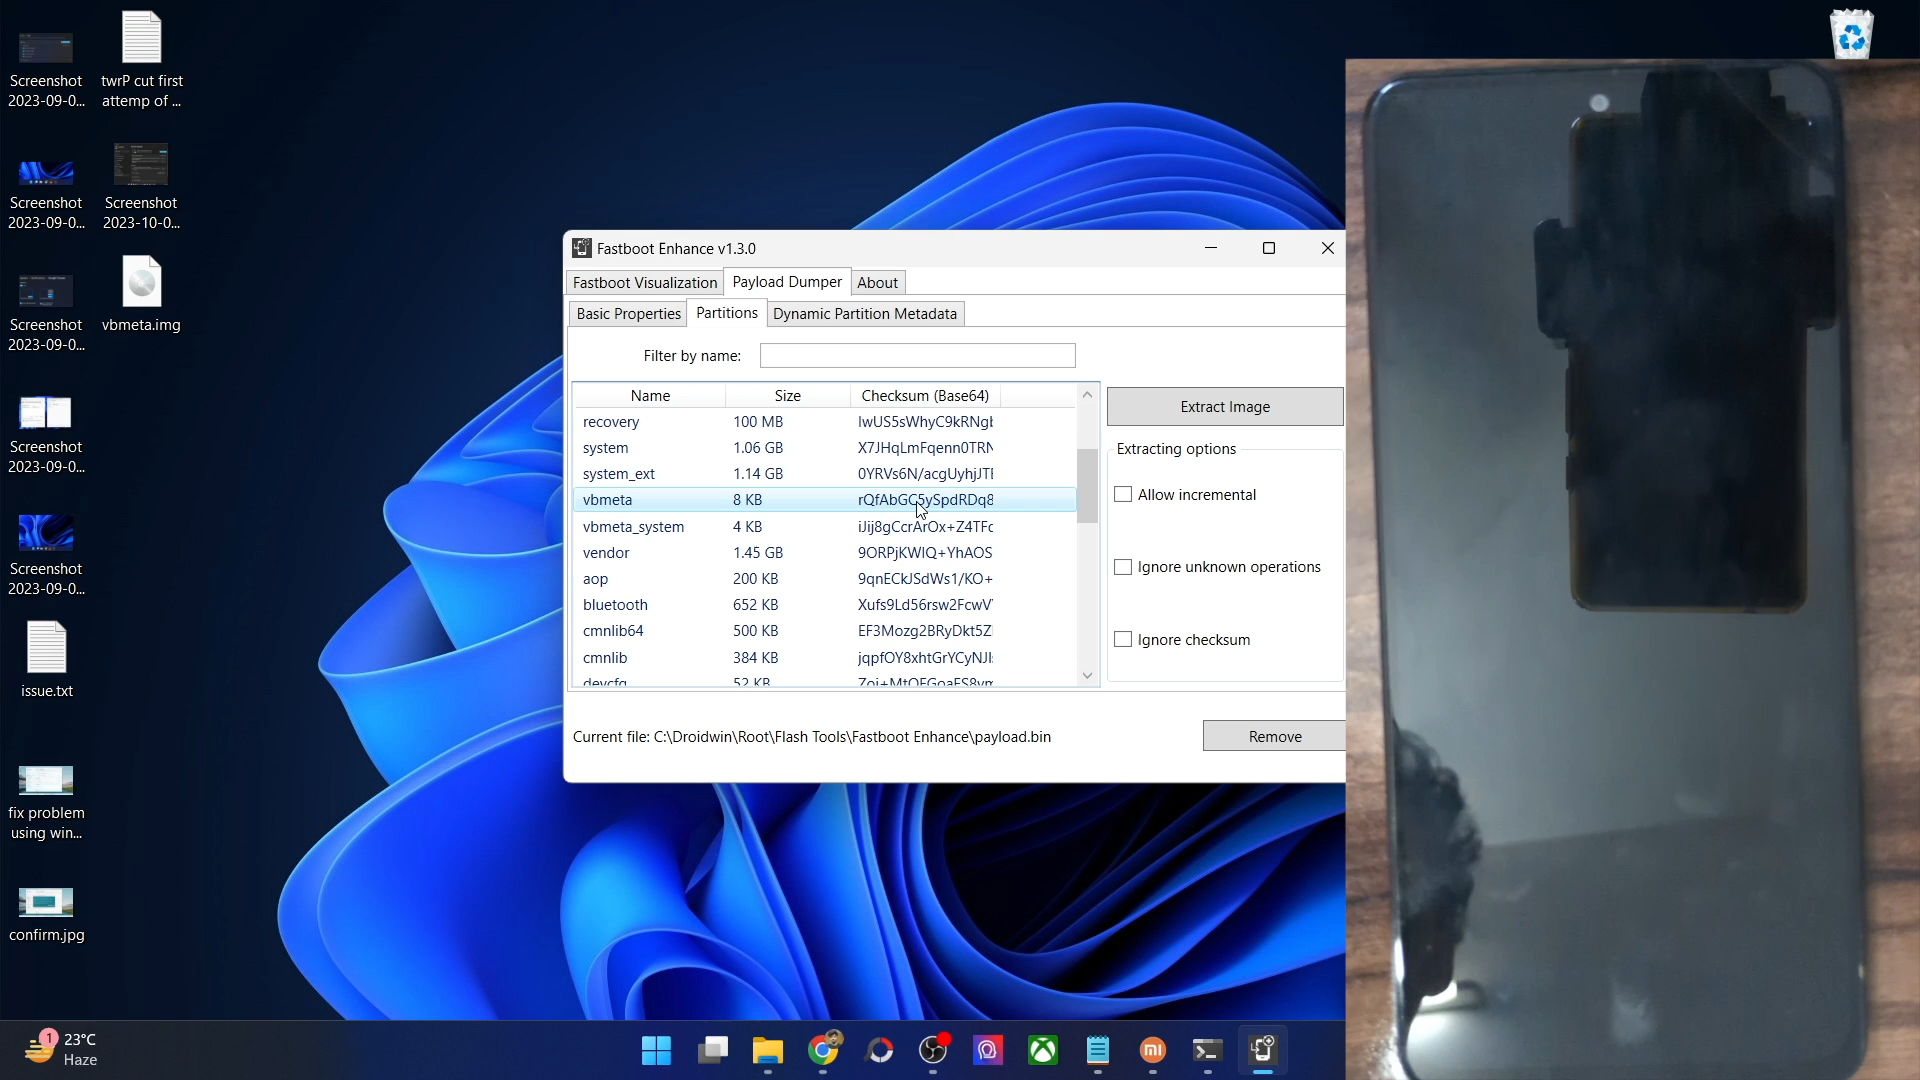 Screenshot
2023-09-0...
twrP cut first
attemp of ...
Screenshot
2023-09-0...
Screenshot
2023-10-0...
Screenshot
2023-09-0...
vbmeta.img
Screenshot
2023-09-0...
Screenshot
2023-09-0...
issue.txt
fix problem
using win...
confirm.jpg
Fastboot Enhance v1.3.0
Fastboot Visualization
Payload Dumper
About
Basic Properties
Partitions
Dynamic Partition Metadata
Filter by name:
Name Size Checksum (Base64)
recovery 100 MB
system 1.06 GB X7JHqLmFqenn0TRN
system_ext 1.14 GB
vbmeta 8 KB
vbmeta_system 4 KB
vendor 1.45 GB 9ORPjKWIQ+YhAOS
aop 200 KB 9qnECkJSdWs1/KO+
bluetooth 652 KB
cmnlib64 500 KB
cmnlib 384 KB
devcfg 52 KB
Extract Image
Extracting options
Allow incremental
Ignore unknown operations
Ignore checksum
Current file: C:\Droidwin\Root\Flash Tools\Fastboot Enhance\payload.bin
Remove
1
23°C
Haze